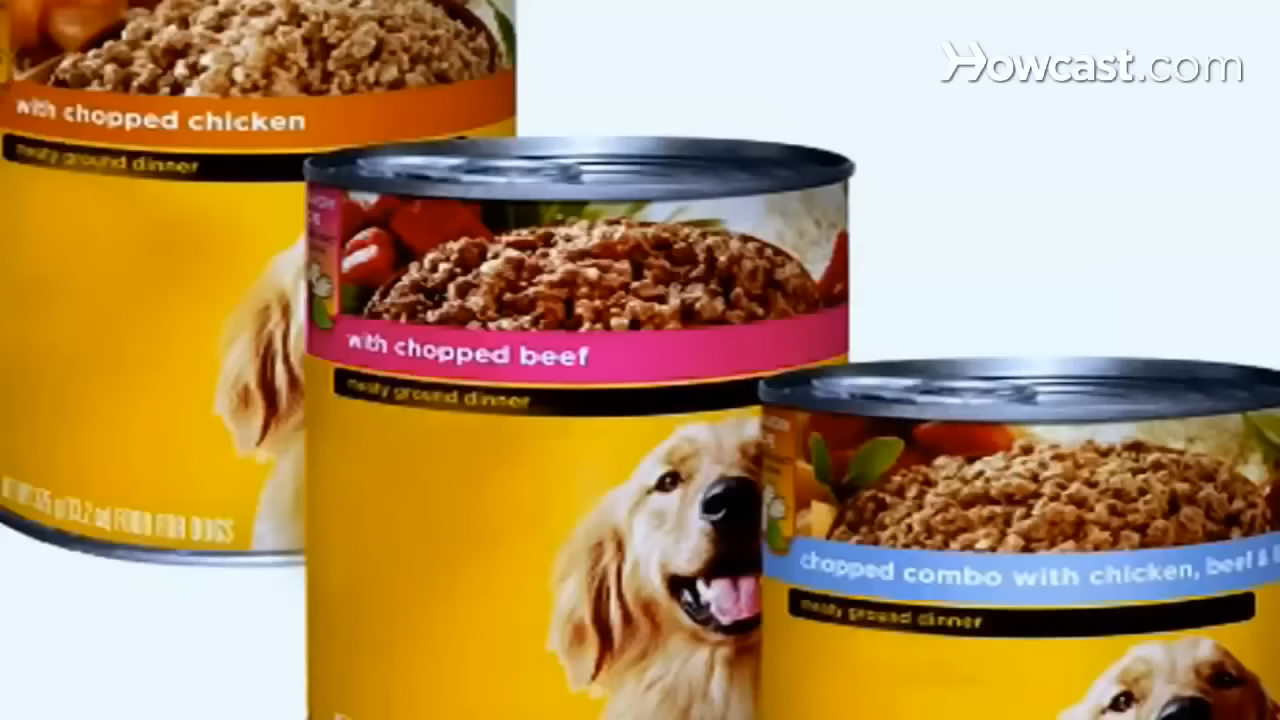 Howcast.com
with chopped chicken
meaty ground dinner
FOOD FOR DOGS
with chopped beef
meaty ground dinner
chopped combo with chicken, beef &
meaty ground dinner